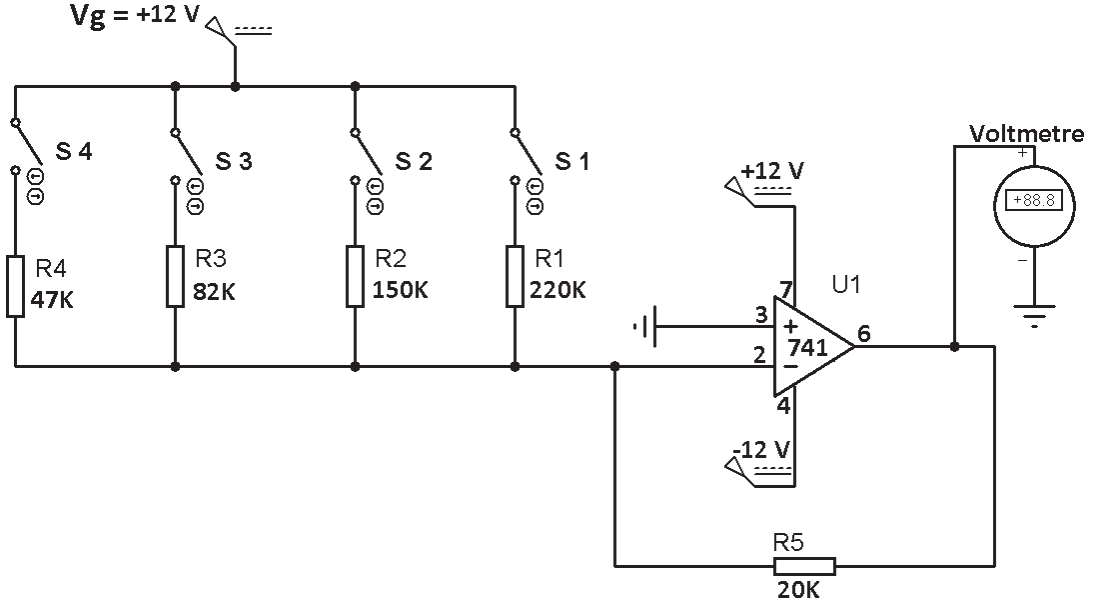 Vg = +12 V
S 4
S 3
S 2
S 1
R4
47K
R3
82K
R2
150K
R1
220K
+12 V
Voltmetre
+
+88.8
−
U1
7
3
+
741
6
2
−
4
-12 V
R5
20K